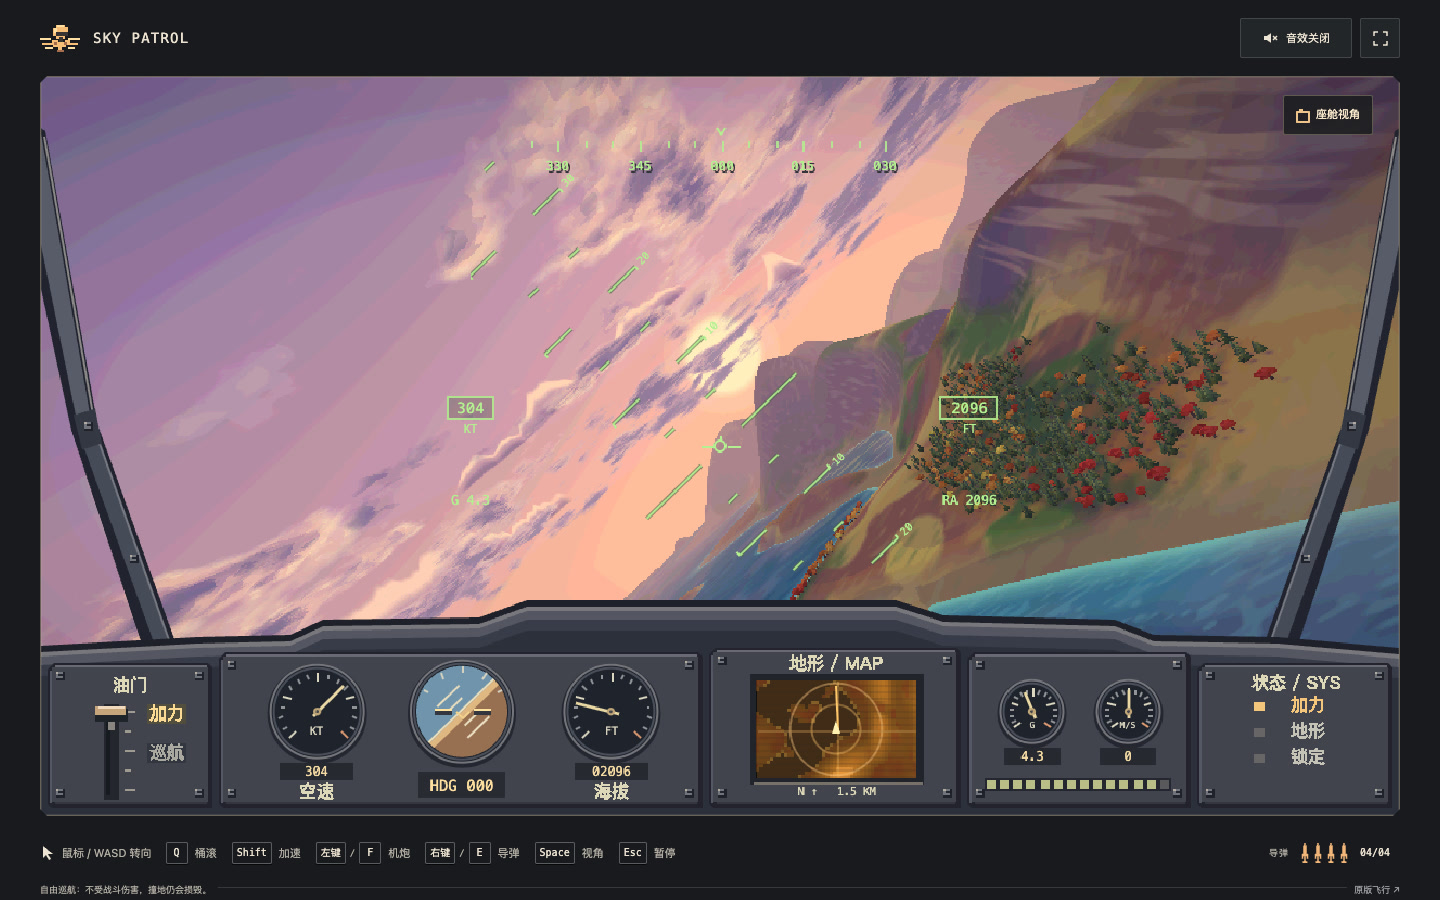 SKY PATROL
音效关闭
座舱视角
330 345 000 015 030
20
10
304
KT
2096
FT
10
G 4.3
RA 2096
20
油门
加力
巡航
KT
304
空速
HDG 000
FT
02096
海拔
地形 / MAP
N ↑ 1.5 KM
G
4.3
M/S
0
状态 / SYS
加力
地形
锁定
鼠标 / WASD 转向 Q 桶滚 Shift 加速 左键 / F 机炮 右键 / E 导弹 Space 视角 Esc 暂停
导弹 04/04
自由巡航: 不受战斗伤害，撞地仍会损毁。
原版飞行 ↗